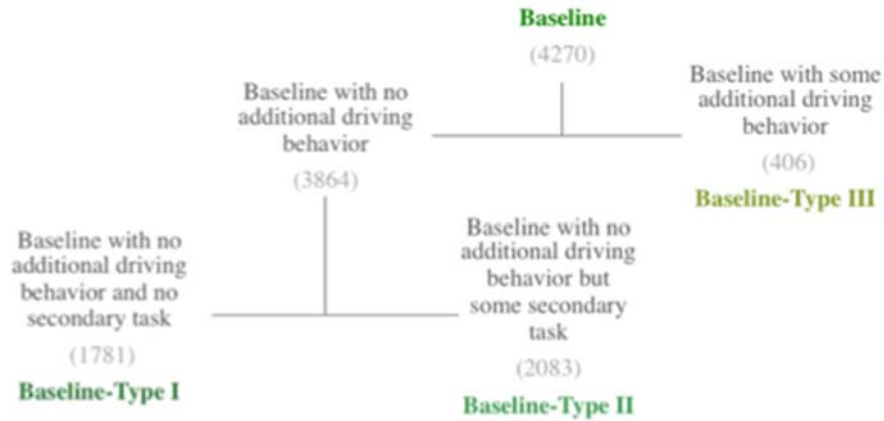 Baseline
(4270)
Baseline with no
additional driving
behavior
(3864)
Baseline with some
additional driving
behavior
(406)
Baseline-Type III
Baseline with no
additional driving
behavior and no
secondary task
(1781)
Baseline-Type I
Baseline with no
additional driving
behavior but
some secondary
task
(2083)
Baseline-Type II